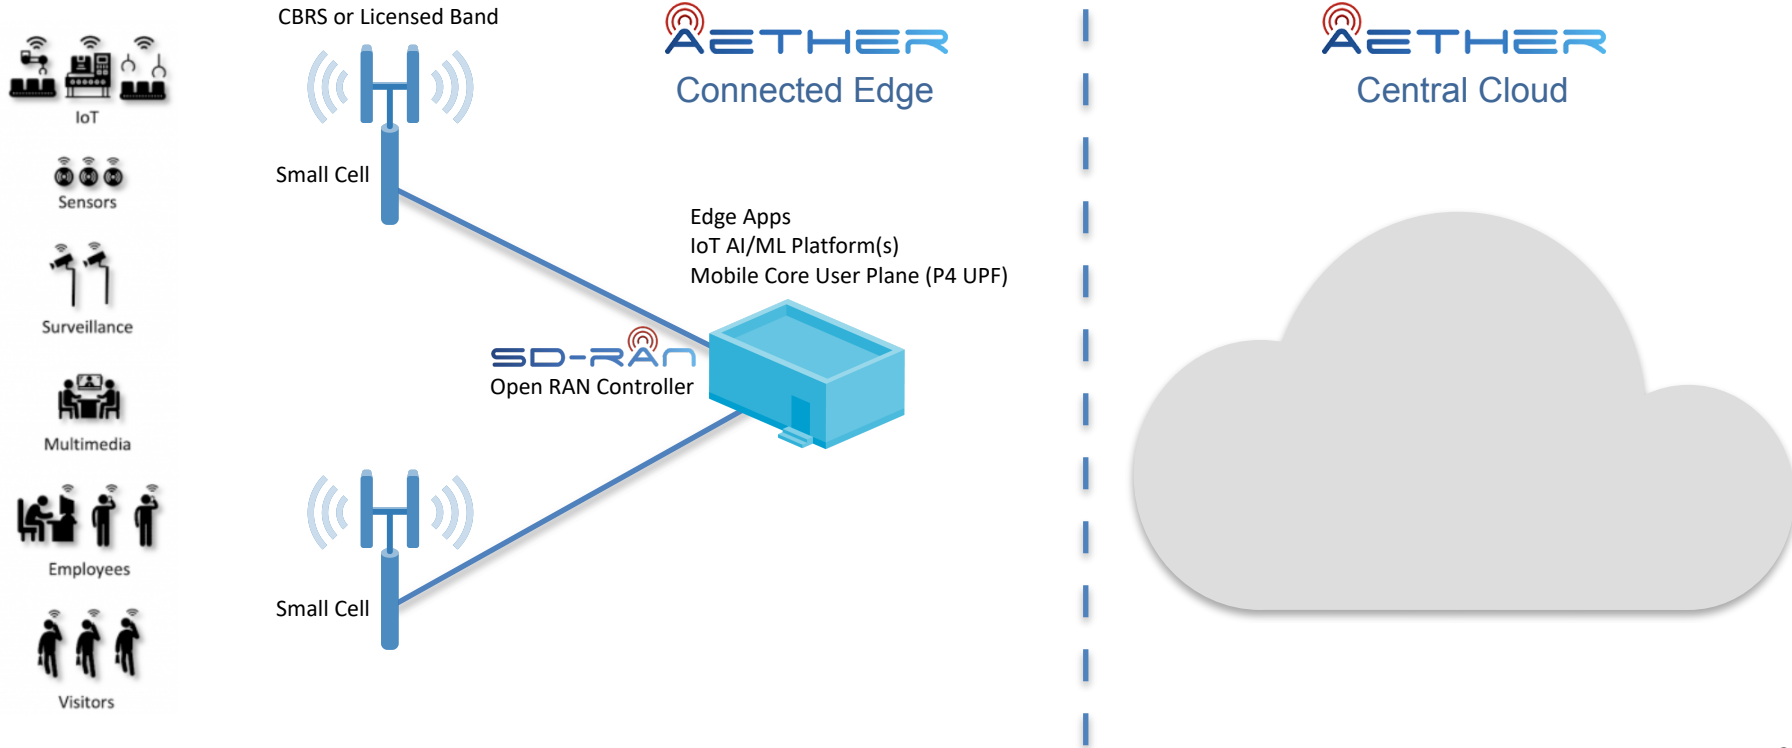 CBRS or Licensed Band
AETHER
Connected Edge
AETHER
Central Cloud
IoT
Small Cell
Sensors
Edge Apps
IoT AI/ML Platform(s)
Mobile Core User Plane (P4 UPF)
Surveillance
SD-RAN
Open RAN Controller
Multimedia
Employees
Small Cell
Visitors